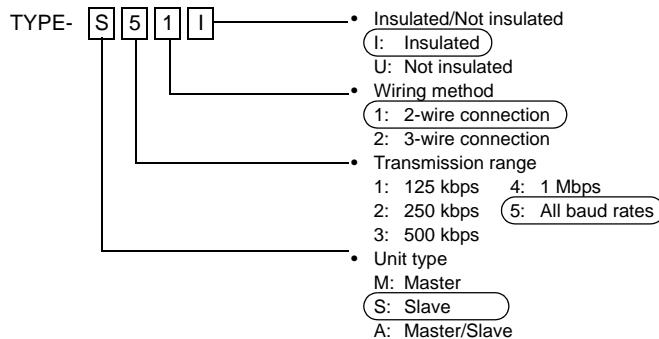 TYPE- S 5 1 I
• Insulated/Not insulated
I: Insulated
U: Not insulated
• Wiring method
1: 2-wire connection
2: 3-wire connection
• Transmission range
1: 125 kbps 4: 1 Mbps
2: 250 kbps 5: All baud rates
3: 500 kbps
• Unit type
M: Master
S: Slave
A: Master/Slave